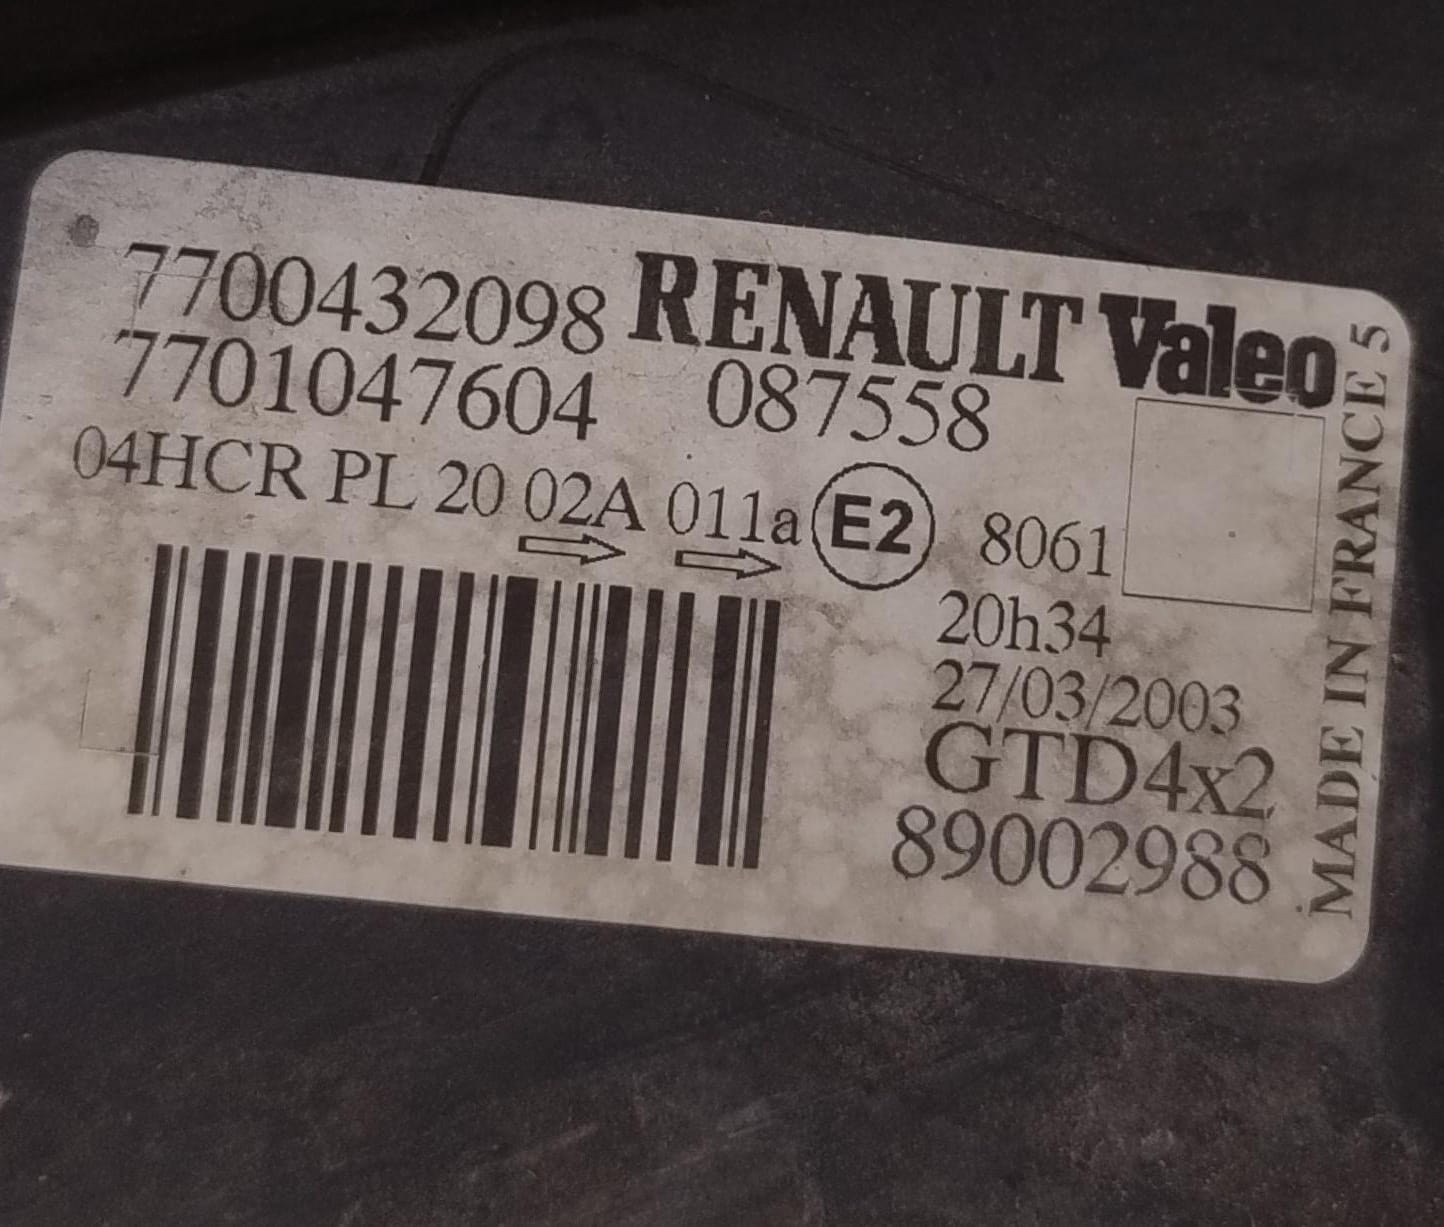 7700432098 RENAULT Valeo
7701047604 087558
04HCR PL 20 02A 011a E2 8061
20h34
27/03/2003
GTD4x2
89002988
MADE IN FRANCE 5